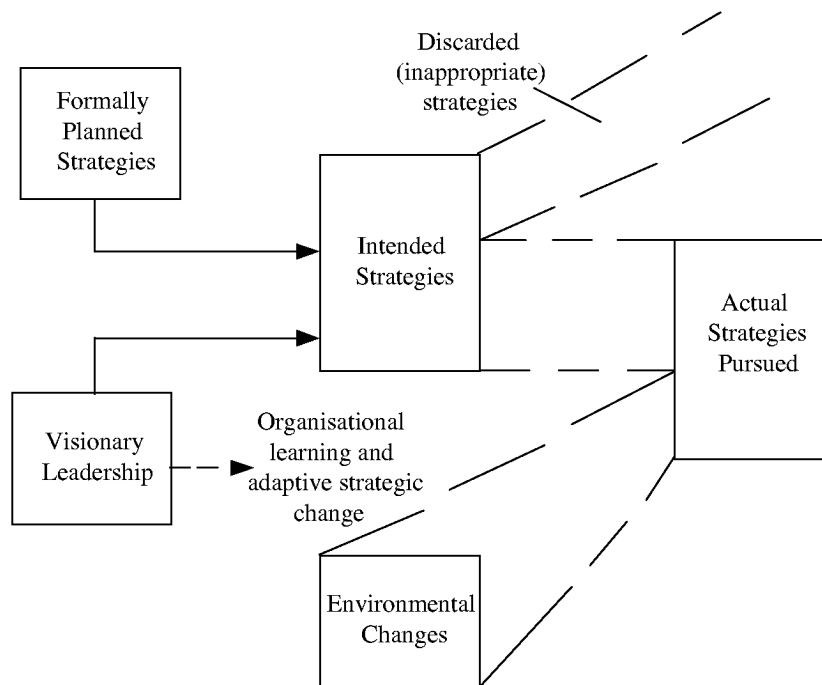 Discarded
(inappropriate)
strategies
Formally
Planned
Strategies
Intended
Strategies
Actual
Strategies
Pursued
Visionary
Leadership
Organisational
learning and
adaptive strategic
change
Environmental
Changes